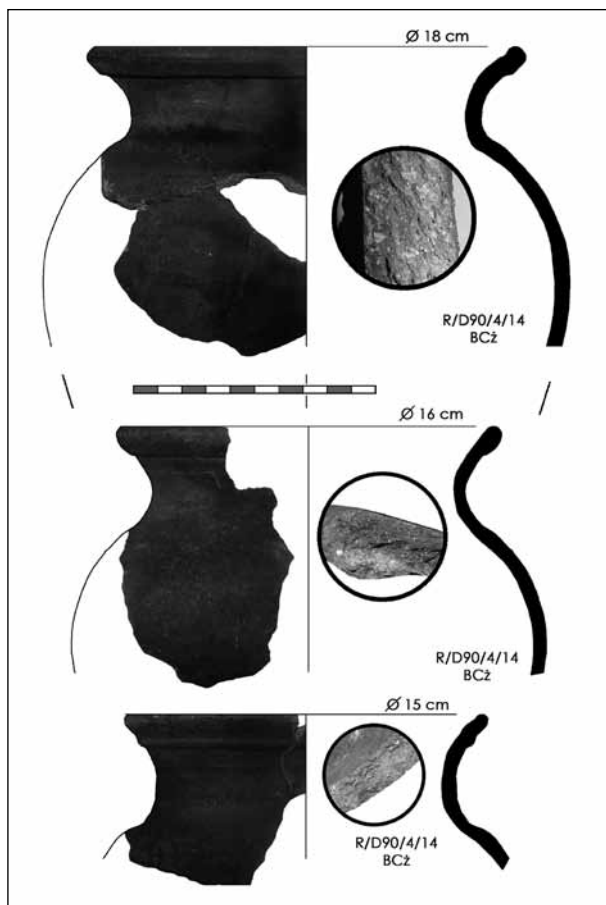 Ø 18 cm
R/D90/4/14
BCż
Ø 16 cm
R/D90/4/14
BCż
Ø 15 cm
R/D90/4/14
BCż